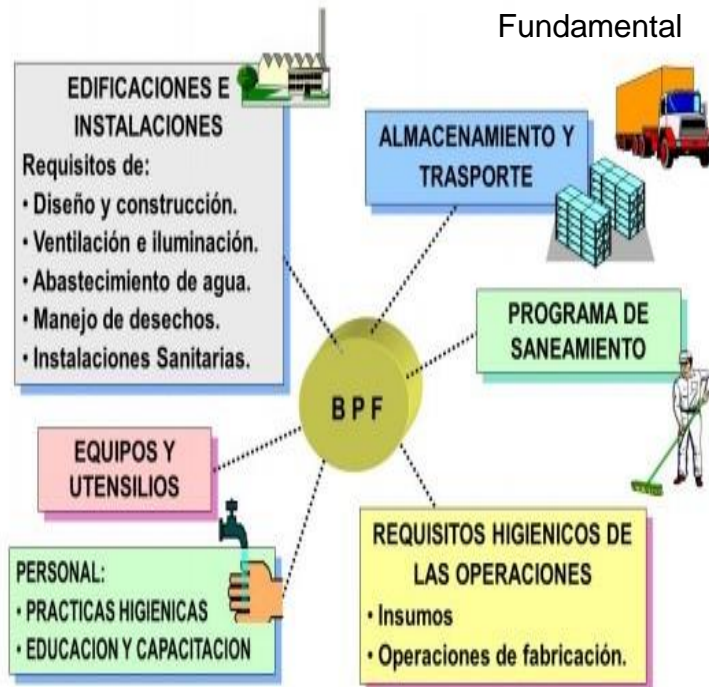 Fundamental
EDIFICACIONES E
INSTALACIONES
Requisitos de:
• Diseño y construcción.
• Ventilación e iluminación.
• Abastecimiento de agua.
• Manejo de desechos.
• Instalaciones Sanitarias.
ALMACENAMIENTO Y
TRASPORTE
PROGRAMA DE
SANEAMIENTO
B P F
EQUIPOS Y
UTENSILIOS
PERSONAL:
• PRACTICAS HIGIENICAS
• EDUCACION Y CAPACITACION
REQUISITOS HIGIENICOS DE
LAS OPERACIONES
• Insumos
• Operaciones de fabricación.